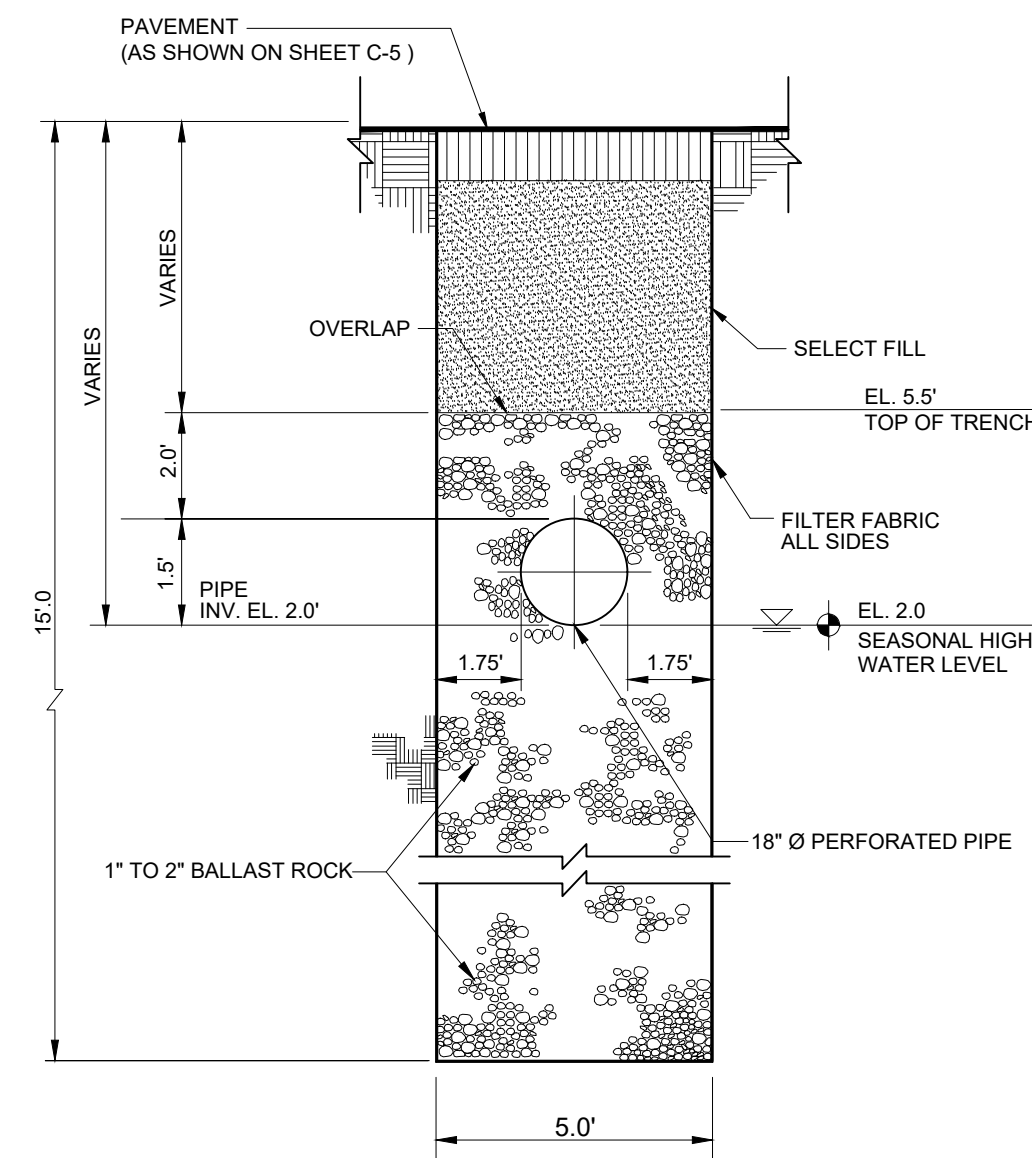 PAVEMENT
(AS SHOWN ON SHEET C-5 )
VARIES
VARIES
OVERLAP
SELECT FILL
EL. 5.5'
TOP OF TRENCH
2.0'
FILTER FABRIC
ALL SIDES
1.5'
PIPE
INV. EL. 2.0'
15'.0
EL. 2.0
SEASONAL HIGH
WATER LEVEL
1.75'
1.75'
18" Ø PERFORATED PIPE
1" TO 2" BALLAST ROCK
5.0'